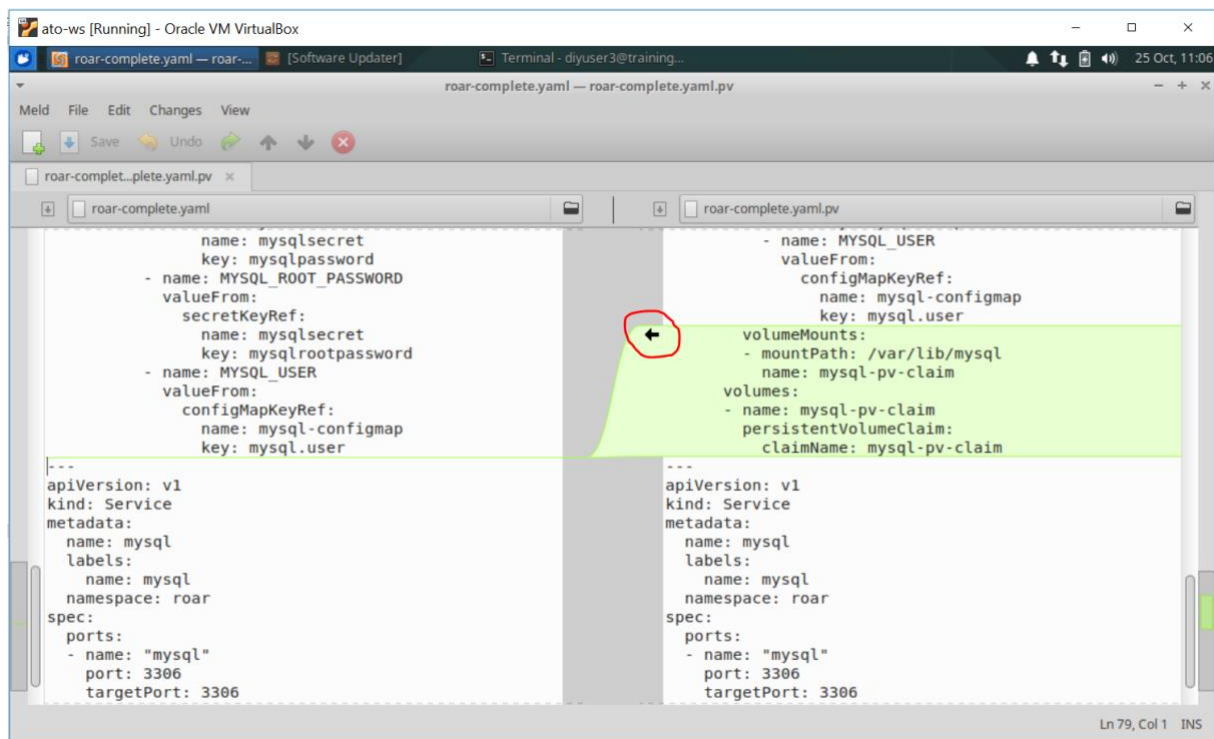 ato-ws [Running] - Oracle VM VirtualBox
roar-complete.yaml — roar-... [Software Updater] Terminal - diyuser3@training... 25 Oct, 11:06
roar-complete.yaml — roar-complete.yaml.pv
Meld File Edit Changes View
Save Undo
roar-complet...plete.yaml.pv
roar-complete.yaml
name: mysqlsecret
key: mysqlpassword
- name: MYSQL_ROOT_PASSWORD
valueFrom:
secretKeyRef:
name: mysqlsecret
key: mysqlrootpassword
- name: MYSQL_USER
valueFrom:
configMapKeyRef:
name: mysql-configmap
key: mysql.user
---
apiVersion: v1
kind: Service
metadata:
name: mysql
labels:
name: mysql
namespace: roar
spec:
ports:
- name: "mysql"
port: 3306
targetPort: 3306
roar-complete.yaml.pv
- name: MYSQL_USER
valueFrom:
configMapKeyRef:
name: mysql-configmap
key: mysql.user
volumeMounts:
- mountPath: /var/lib/mysql
name: mysql-pv-claim
volumes:
- name: mysql-pv-claim
persistentVolumeClaim:
claimName: mysql-pv-claim
---
apiVersion: v1
kind: Service
metadata:
name: mysql
labels:
name: mysql
namespace: roar
spec:
ports:
- name: "mysql"
port: 3306
targetPort: 3306
Ln 79, Col 1 INS